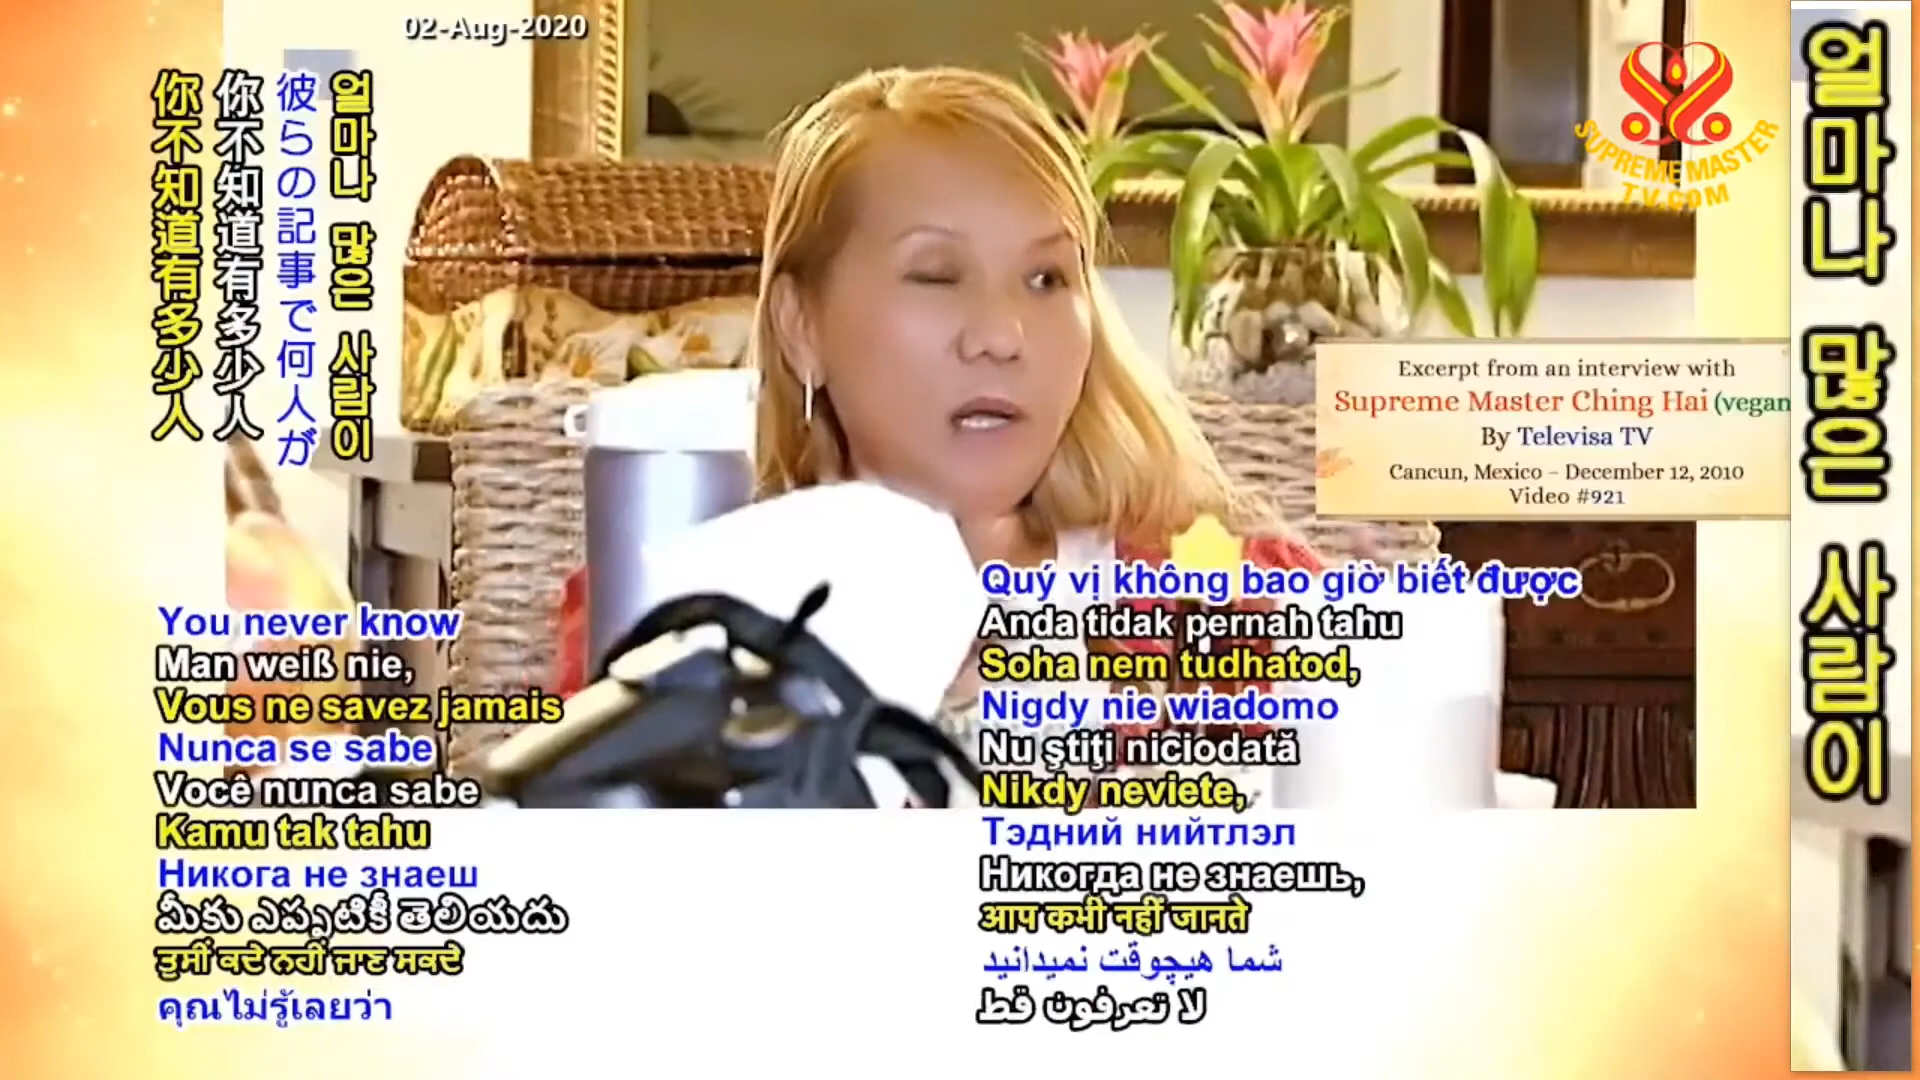 02-Aug-2020
얼마나 많은 사람이
彼らの記事で何人が
你不知道有多少人
你不知道有多少人
SUPREME MASTER
TV.COM
얼마나 많은 사람이
Excerpt from an interview with
Supreme Master Ching Hai (vegan
By Televisa TV
Cancun, Mexico – December 12, 2010
Video #921
You never know
Man weiß nie,
Vous ne savez jamais
Nunca se sabe
Você nunca sabe
Kamu tak tahu
Никога не знаеш
మీకు ఎప్పటికీ తెలియదు
ਤੁਸੀਂ ਕਦੇ ਨਹੀਂ ਜਾਣ ਸਕਦੇ
คุณไม่รู้เลยว่า
Quý vị không bao giờ biết được
Anda tidak pernah tahu
Soha nem tudhatod,
Nigdy nie wiadomo
Nu ştiţi niciodată
Nikdy neviete,
Тэдний нийтлэл
Никогда не знаешь,
आप कभी नहीं जानते
شما هیچوقت نمیدانید
لا تعرفون قط